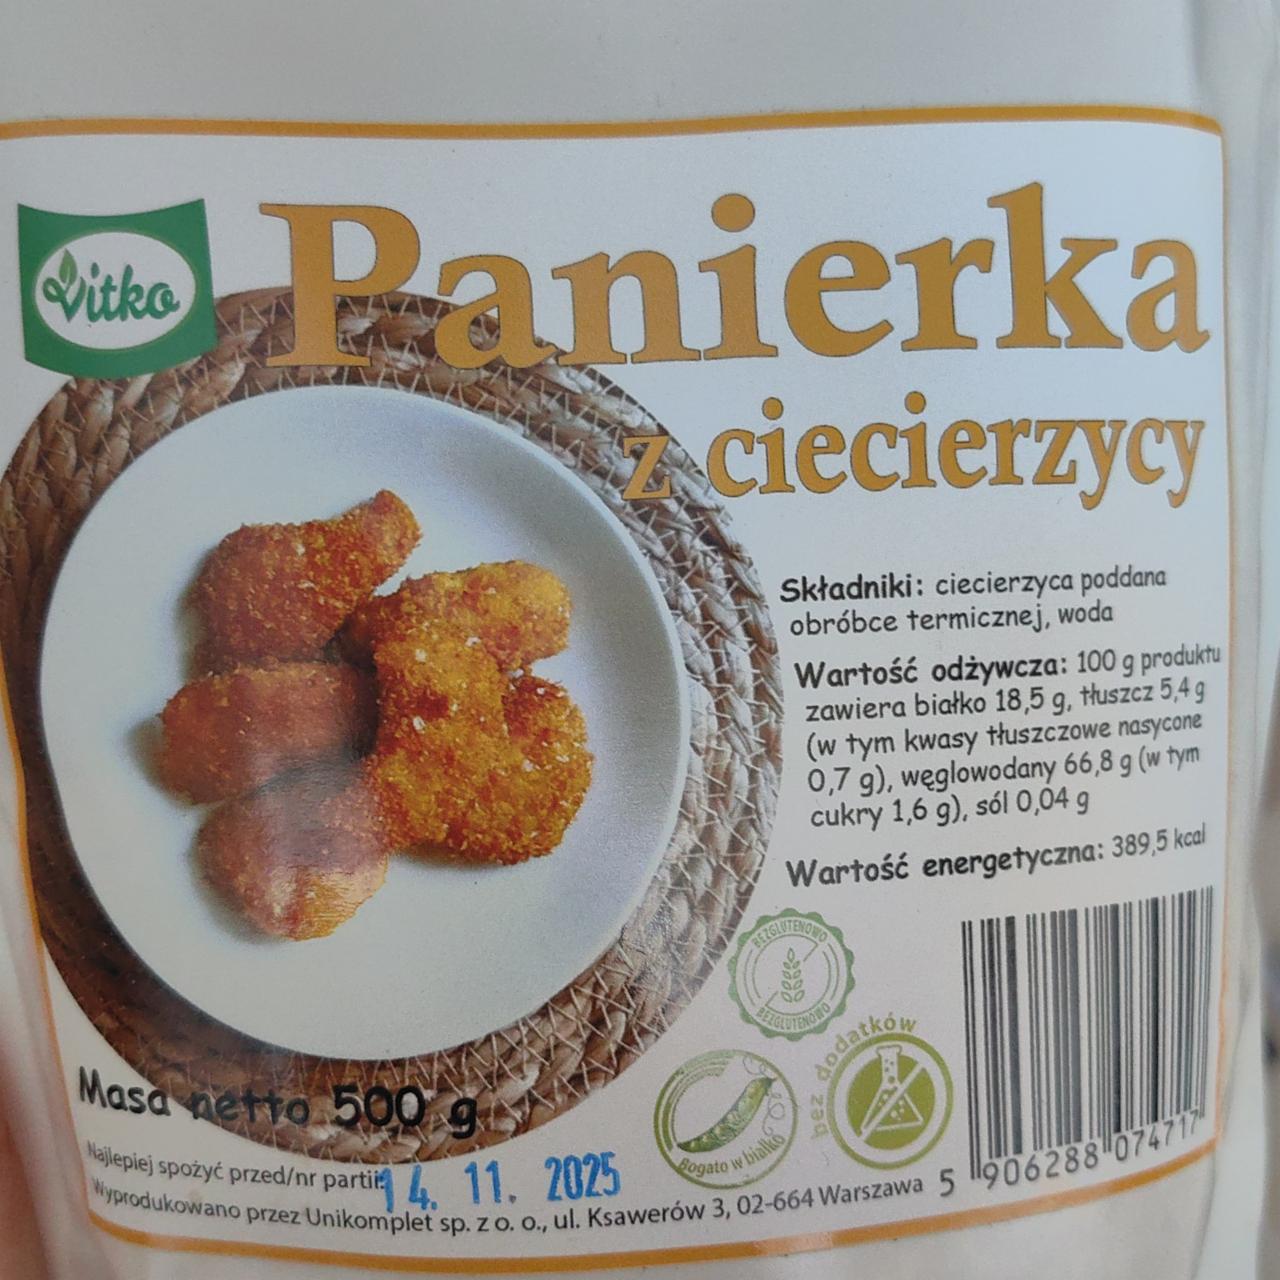 Vitko
Panierka
z ciecierzycy
Składniki: ciecierzyca poddana
obróbce termicznej, woda
Wartość odżywcza: 100 g produktu
zawiera białko 18,5 g, tłuszcz 5,4 g
(w tym kwasy tłuszczowe nasycone
0,7 g), węglowodany 66,8 g (w tym
cukry 1,6 g), sól 0,04 g
Wartość energetyczna: 389,5 kcal
BEZGLUTENOWO
BEZGLUTENOWO
bez dodatków
Bogato w białko
Masa netto 500 g
Najlepiej spożyć przed/nr partii: 14. 11. 2025
Wyprodukowano przez Unikomplet sp. z o. o., ul. Ksawerów 3, 02-664 Warszawa
5 906288 074717